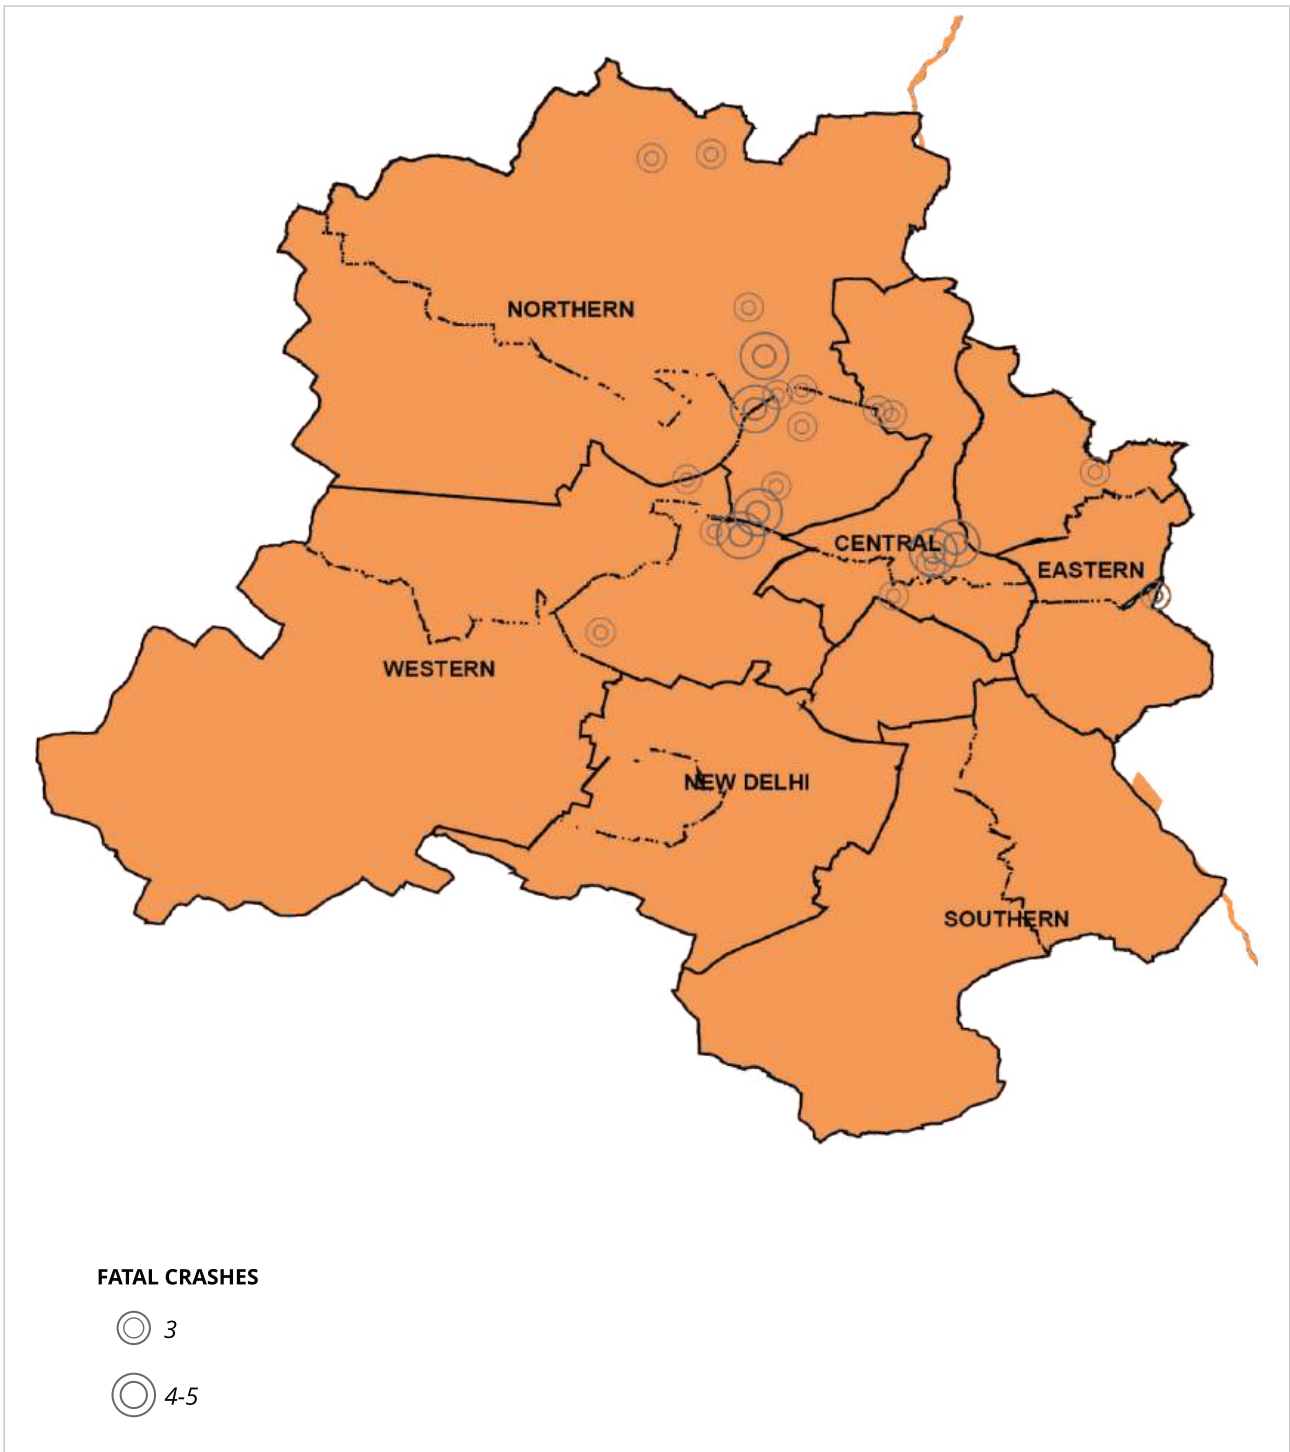 NORTHERN
CENTRAL
EASTERN
WESTERN
NEW DELHI
SOUTHERN
FATAL CRASHES
3
4-5